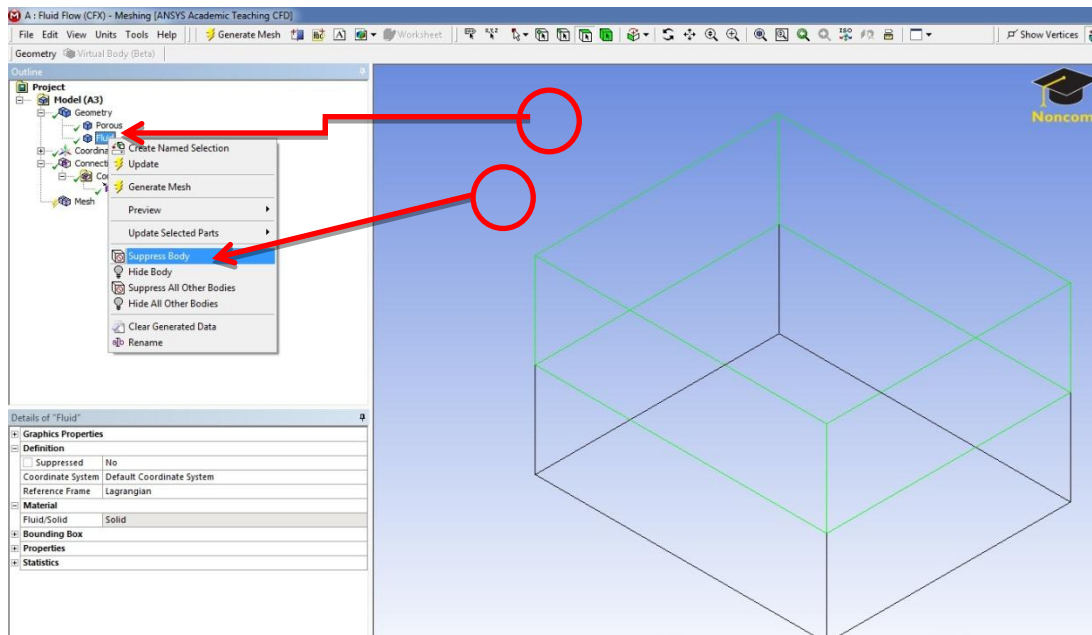 A : Fluid Flow (CFX) - Meshing [ANSYS Academic Teaching CFD]
File Edit View Units Tools Help Generate Mesh A Worksheet ISO Show Vertices
Geometry Virtual Body (Beta)
Outline
Project
Model (A3)
Geometry
Porous
Fluid
Coordina
Connecti
Co
Mesh
Create Named Selection
Update
Generate Mesh
Preview
Update Selected Parts
Suppress Body
Hide Body
Suppress All Other Bodies
Hide All Other Bodies
Clear Generated Data
Rename
Noncom
Details of "Fluid"
Graphics Properties
Definition
Suppressed No
Coordinate System Default Coordinate System
Reference Frame Lagrangian
Material
Fluid/Solid Solid
Bounding Box
Properties
Statistics